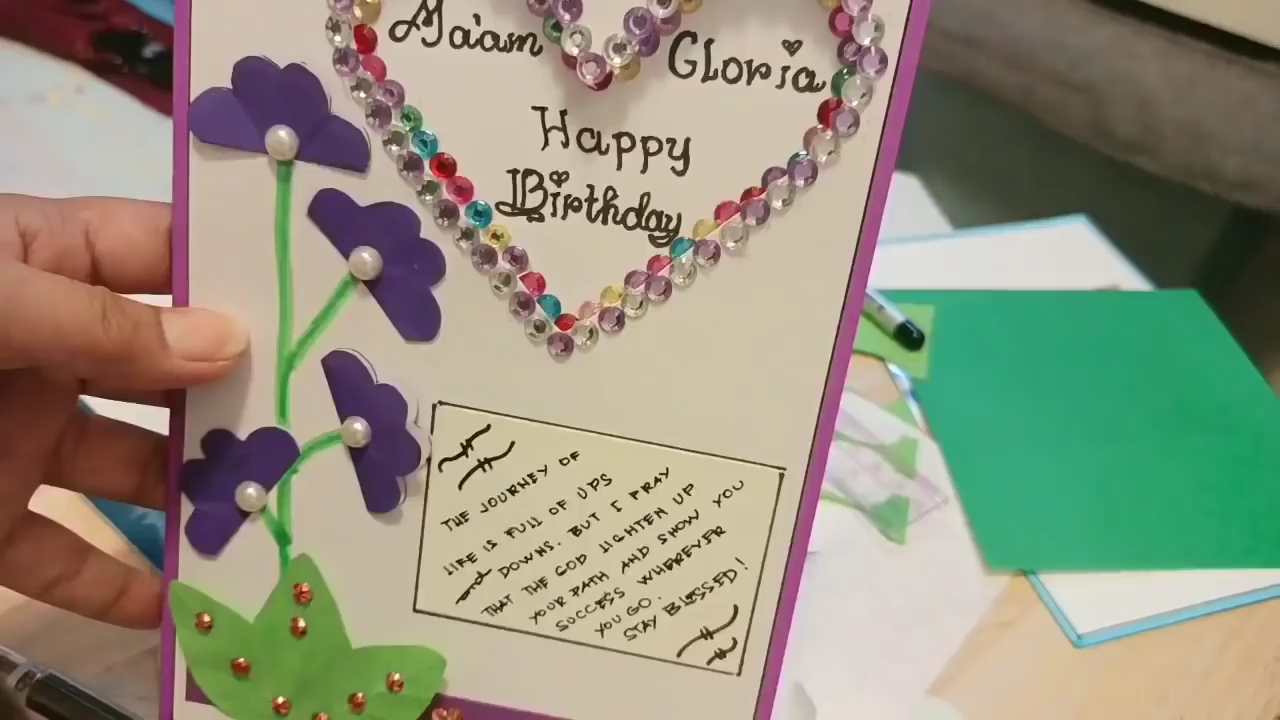 Ma'am Gloria
Happy
Birthday
THE JOURNEY OF
LIFE IS FULL OF UPS
and DOWNS. BUT I PRAY
THAT THE GOD LIGHTEN UP
YOUR PATH AND SHOW YOU
SUCCESS WHEREVER
YOU GO.
STAY BLESSED!